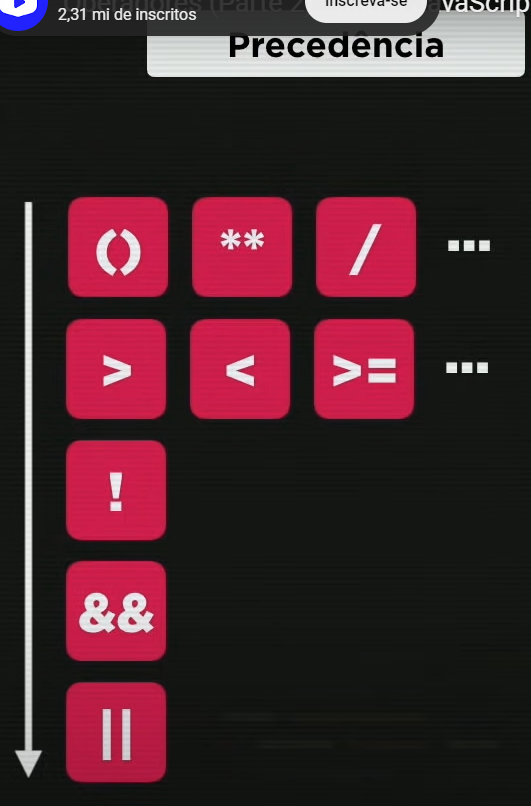 2,31 mi de inscritos
Inscreva-se
Precedência
() ** / ...
> < >= ...
!
&&
||